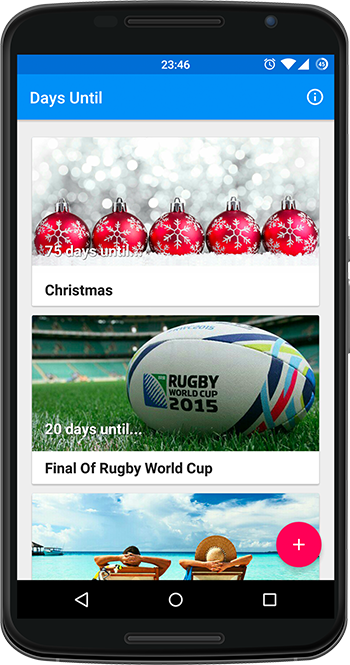 23:46
45
Days Until
75 days until...
Christmas
RUGBY
WORLD CUP
2015
20 days until...
Final Of Rugby World Cup